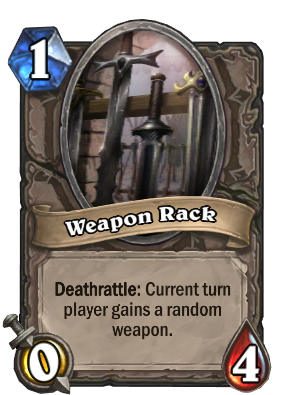 1
Weapon Rack
Deathrattle: Current turn
player gains a random
weapon.
0
4